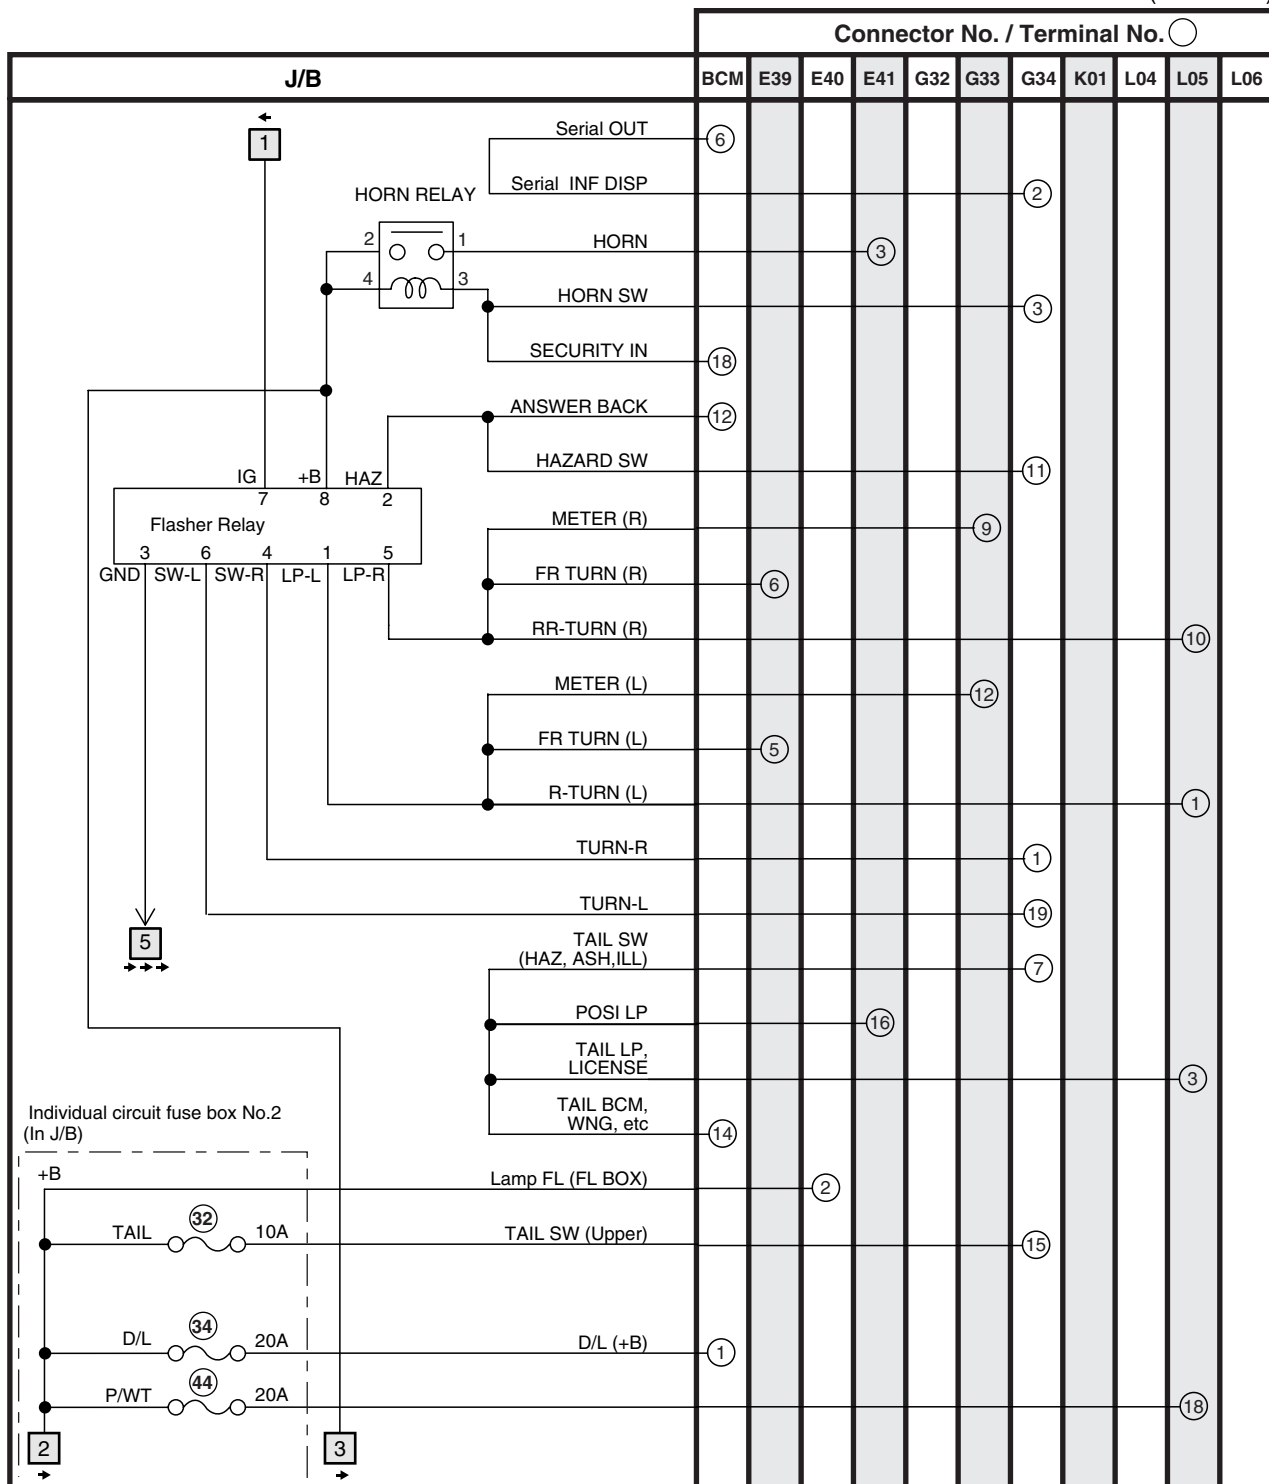 Connector No. / Terminal No.
J/B BCM E39 E40 E41 G32 G33 G34 K01 L04 L05 L06
1
Serial OUT 6
Serial INF DISP 2
HORN RELAY
2 1 HORN 3
4 3
HORN SW 3
SECURITY IN 18
ANSWER BACK 12
HAZARD SW 11
IG +B HAZ
7 8 2
Flasher Relay
3 6 4 1 5
GND SW-L SW-R LP-L LP-R
METER (R) 9
FR TURN (R) 6
RR-TURN (R) 10
METER (L) 12
FR TURN (L) 5
R-TURN (L) 1
TURN-R 1
TURN-L 19
5
TAIL SW
(HAZ, ASH,ILL) 7
POSI LP 16
TAIL LP,
LICENSE 3
TAIL BCM,
WNG, etc 14
Individual circuit fuse box No.2
(In J/B)
+B
Lamp FL (FL BOX) 2
TAIL 32 10A TAIL SW (Upper) 15
D/L 34 20A D/L (+B) 1
P/WT 44 20A 18
2 3